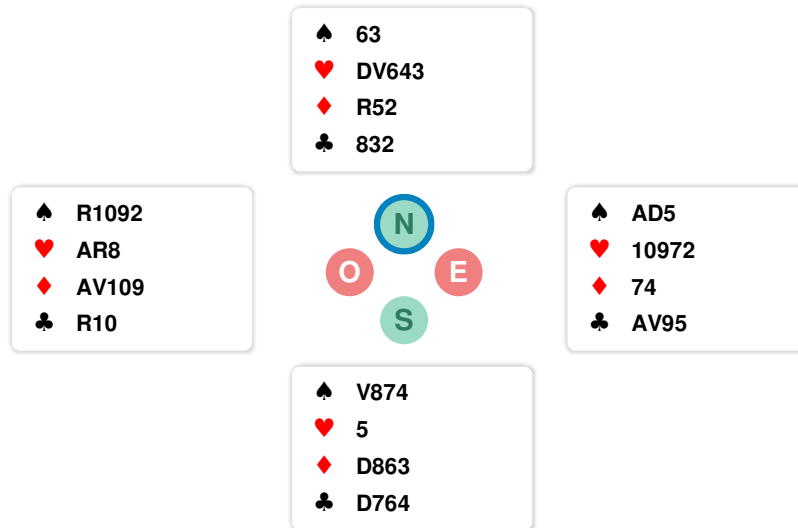 ♠ 63
♥ DV643
♦ R52
♣ 832
♠ R1092
♥ AR8
♦ AV109
♣ R10
N
O
E
S
♠ AD5
♥ 10972
♦ 74
♣ AV95
♠ V874
♥ 5
♦ D863
♣ D764